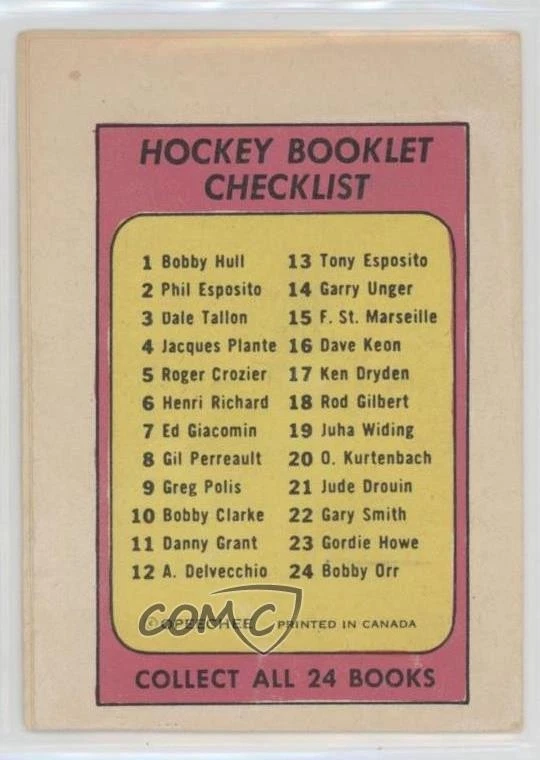 HOCKEY BOOKLET
CHECKLIST
1 Bobby Hull
2 Phil Esposito
3 Dale Tallon
4 Jacques Plante
5 Roger Crozier
6 Henri Richard
7 Ed Giacomin
8 Gil Perreault
9 Greg Polis
10 Bobby Clarke
11 Danny Grant
12 A. Delvecchio
13 Tony Esposito
14 Garry Unger
15 F. St. Marseille
16 Dave Keon
17 Ken Dryden
18 Rod Gilbert
19 Juha Widing
20 O. Kurtenbach
21 Jude Drouin
22 Gary Smith
23 Gordie Howe
24 Bobby Orr
© OPEECHEE PRINTED IN CANADA
COMC
COLLECT ALL 24 BOOKS